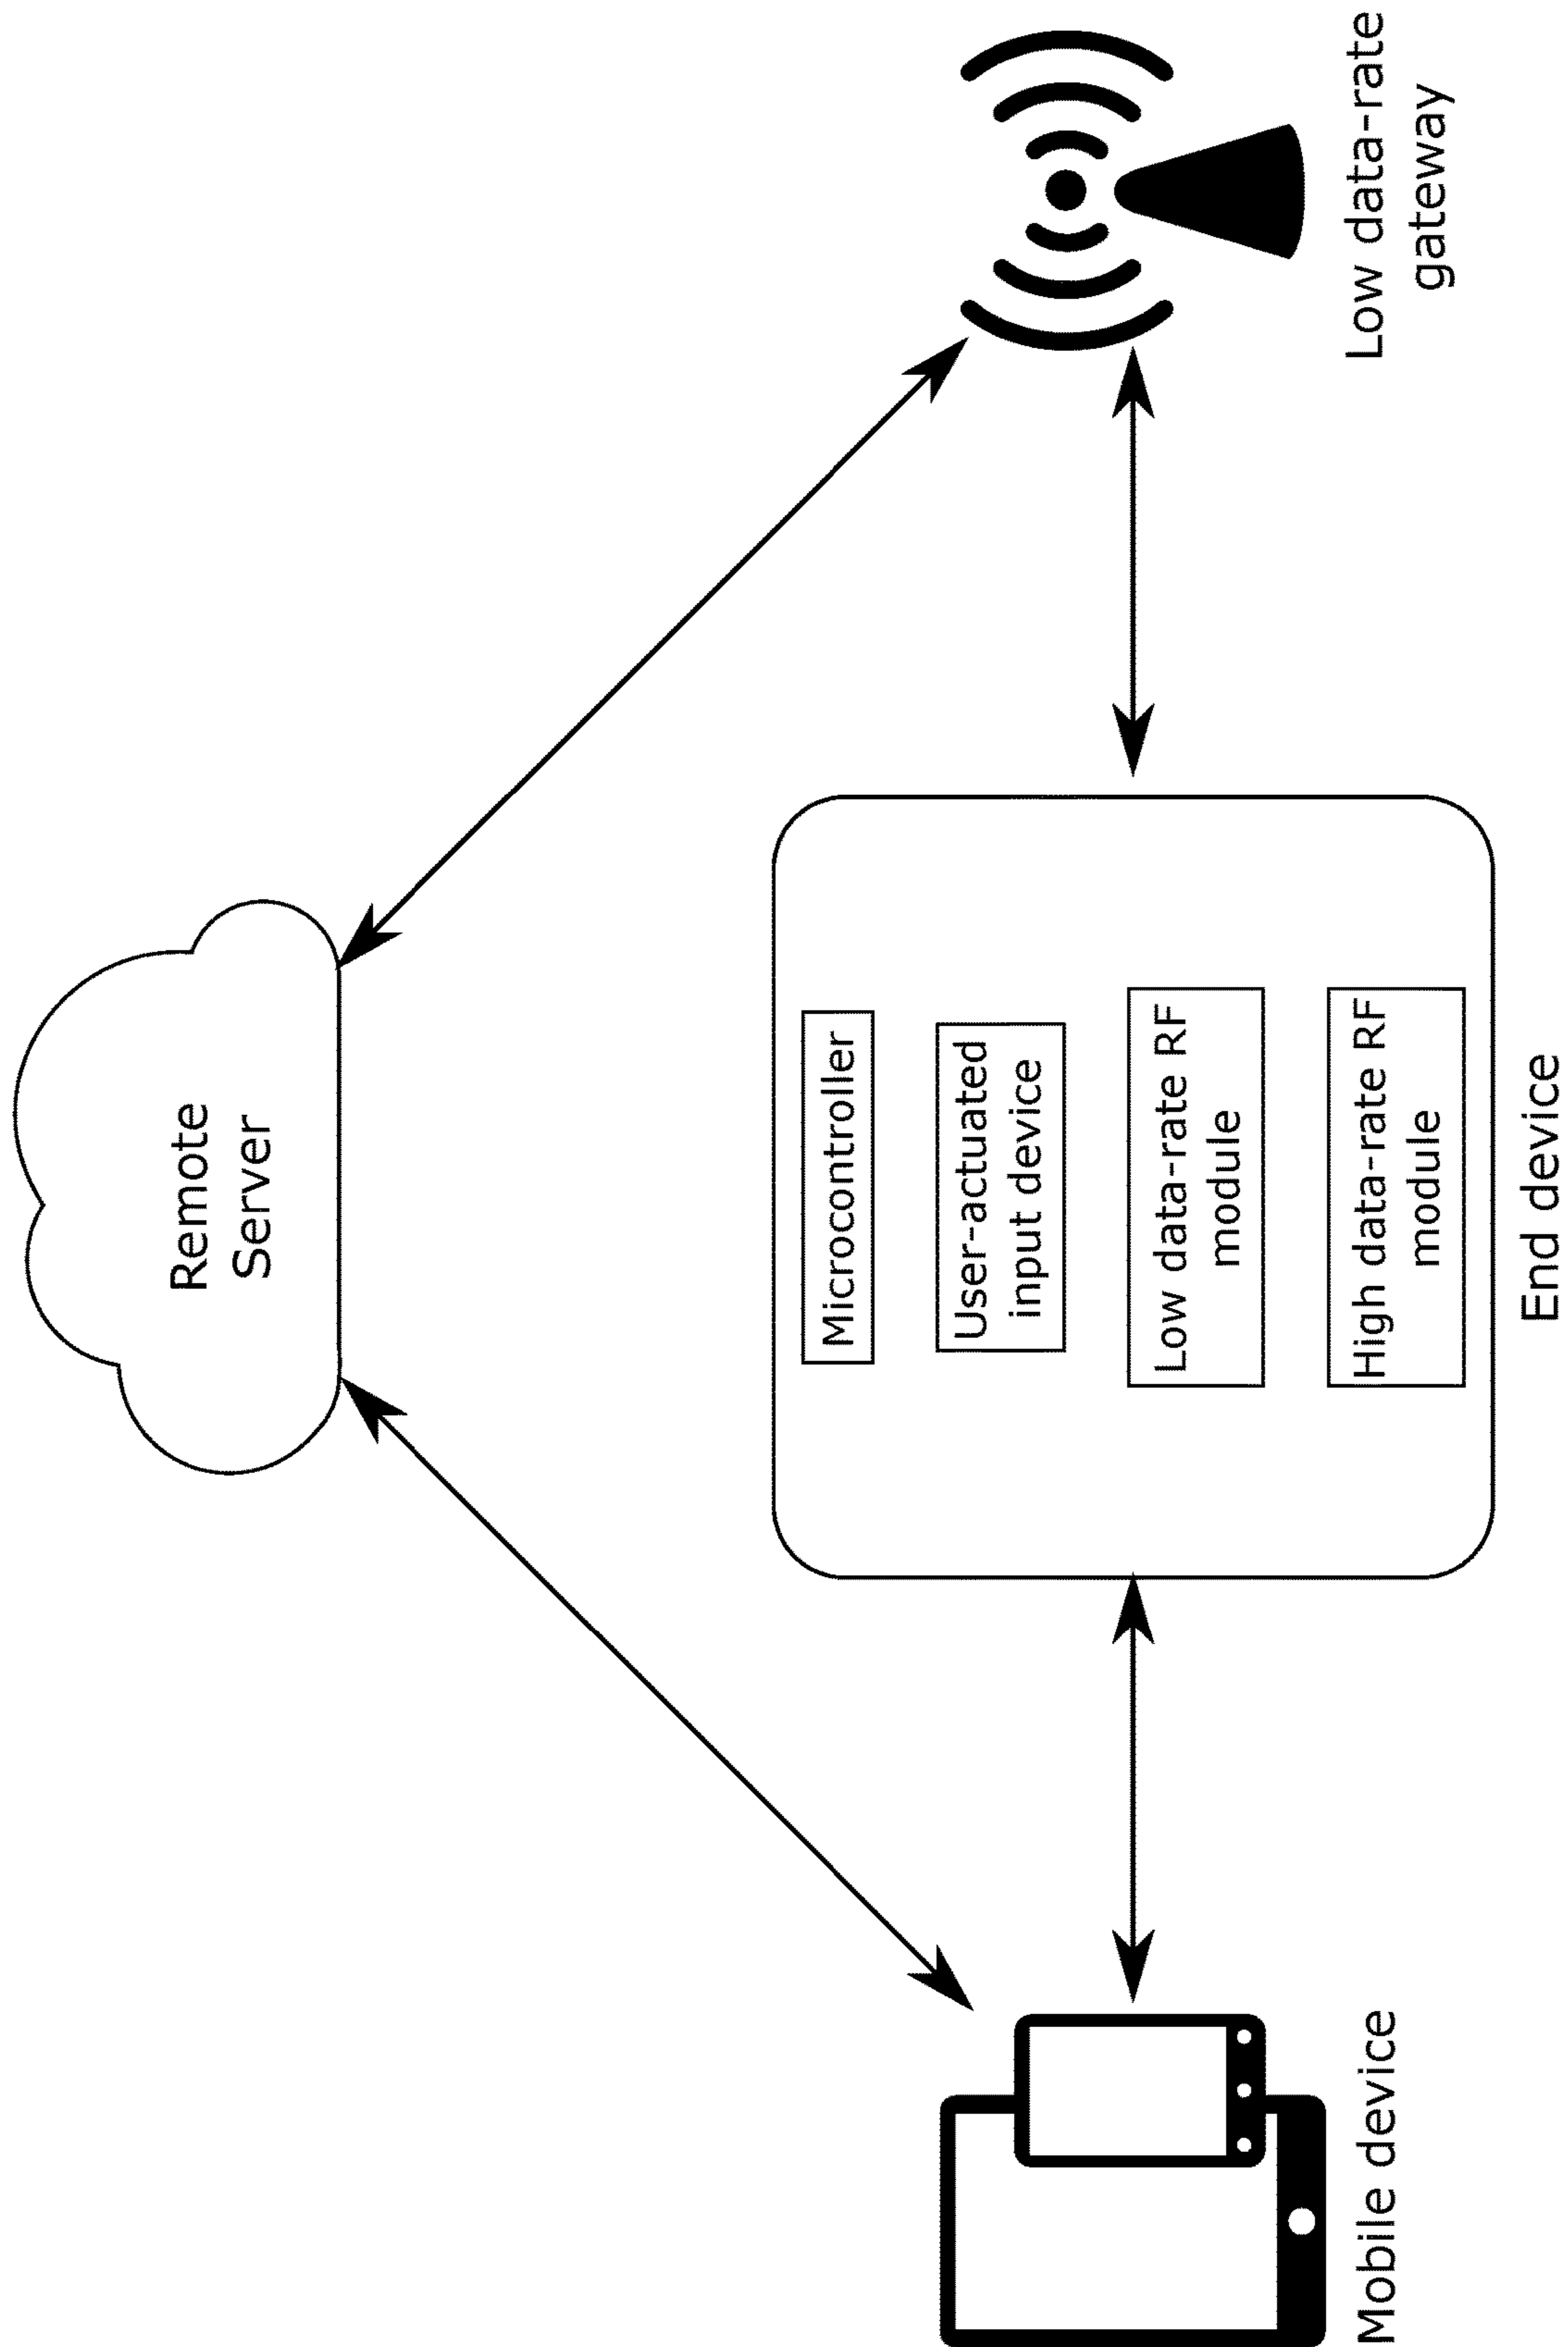 Remote
Server
Microcontroller
User-actuated
input device
Low data-rate RF
module
High data-rate RF
module
End device
Mobile device
Low data-rate
gateway